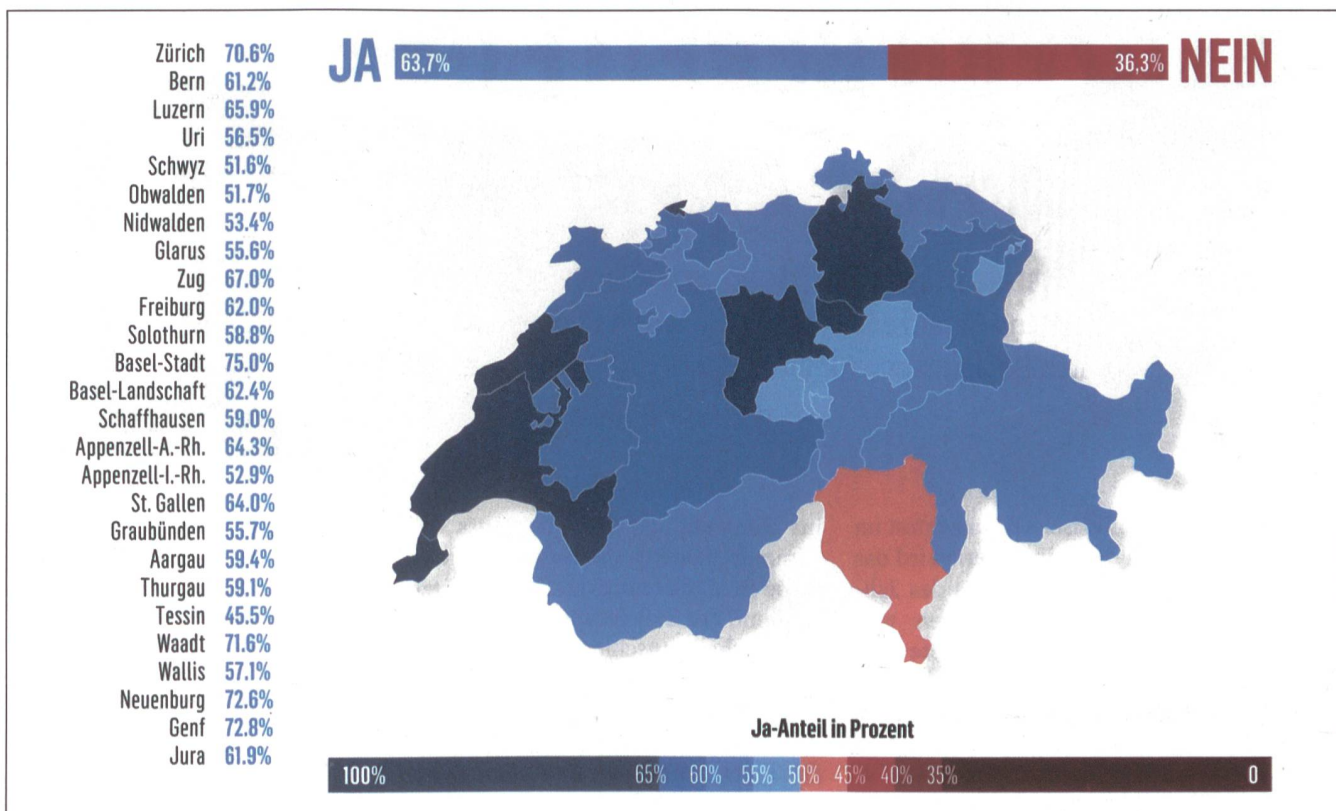 Zürich 70.6%
Bern 61.2%
Luzern 65.9%
Uri 56.5%
Schwyz 51.6%
Obwalden 51.7%
Nidwalden 53.4%
Glarus 55.6%
Zug 67.0%
Freiburg 62.0%
Solothurn 58.8%
Basel-Stadt 75.0%
Basel-Landschaft 62.4%
Schaffhausen 59.0%
Appenzell-A.-Rh. 64.3%
Appenzell-I.-Rh. 52.9%
St. Gallen 64.0%
Graubünden 55.7%
Aargau 59.4%
Thurgau 59.1%
Tessin 45.5%
Waadt 71.6%
Wallis 57.1%
Neuenburg 72.6%
Genf 72.8%
Jura 61.9%
JA 63,7% 36,3% NEIN
Ja-Anteil in Prozent
100% 65% 60% 55% 50% 45% 40% 35% 0